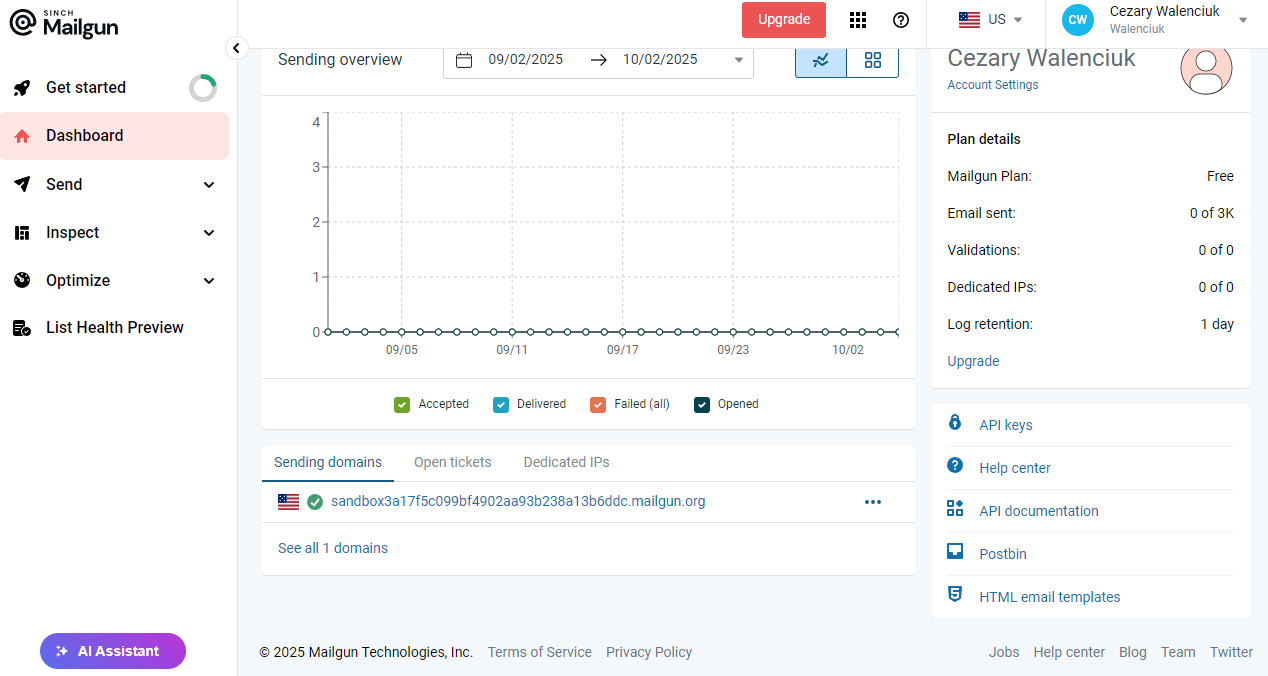 SINCH
Mailgun
Upgrade
US
CW
Cezary Walenciuk
Walenciuk
Get started
Dashboard
Send
Inspect
Optimize
List Health Preview
AI Assistant
Sending overview
09/02/2025
10/02/2025
4
3
2
1
0
09/05 09/11 09/17 09/23 10/02
Accepted Delivered Failed (all) Opened
Sending domains Open tickets Dedicated IPs
sandbox3a17f5c099bf4902aa93b238a13b6ddc.mailgun.org
See all 1 domains
Cezary Walenciuk
Account Settings
Plan details
Mailgun Plan: Free
Email sent: 0 of 3K
Validations: 0 of 0
Dedicated IPs: 0 of 0
Log retention: 1 day
Upgrade
API keys
Help center
API documentation
Postbin
HTML email templates
© 2025 Mailgun Technologies, Inc. Terms of Service Privacy Policy
Jobs Help center Blog Team Twitter